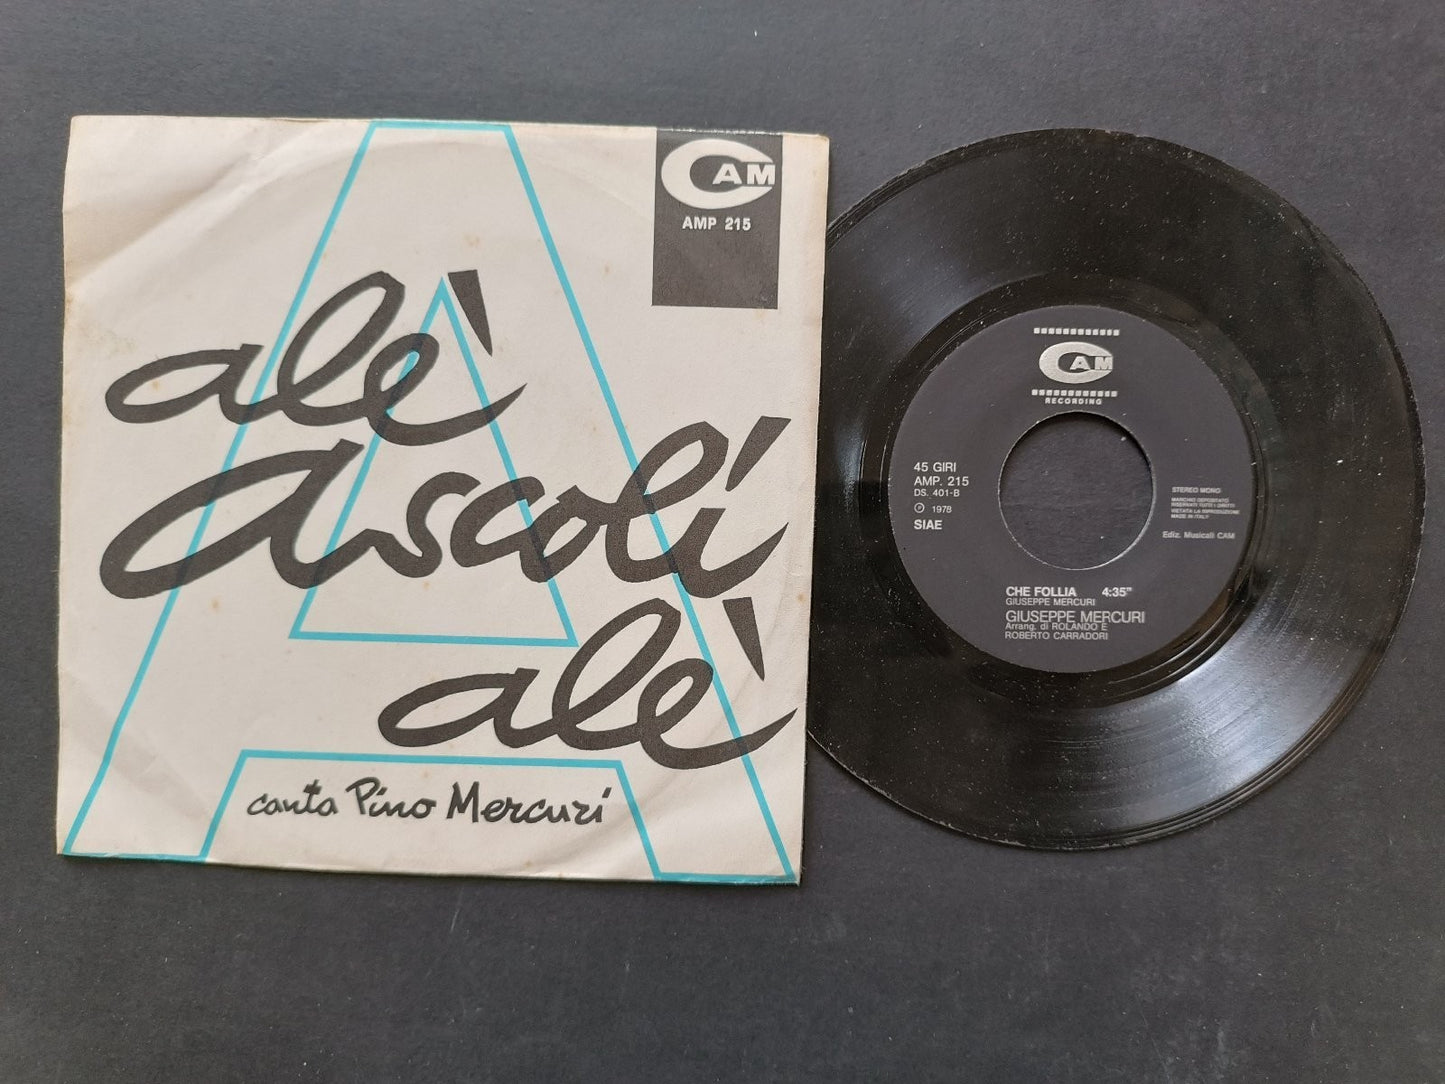 CAM
AMP 215
alè
Ascoli
alè
canta Pino Mercuri
CAM
RECORDING
45 GIRI
AMP. 215
DS. 401-B
℗ 1978
SIAE
STEREO MONO
MARCHIO DEPOSITATO
RISERVATI TUTTI I DIRITTI
VIETATA LA RIPRODUZIONE
MADE IN ITALY
Ediz. Musicali CAM
CHE FOLLIA 4:35"
GIUSEPPE MERCURI
GIUSEPPE MERCURI
Arrang. di ROLANDO E
ROBERTO CARRADORI